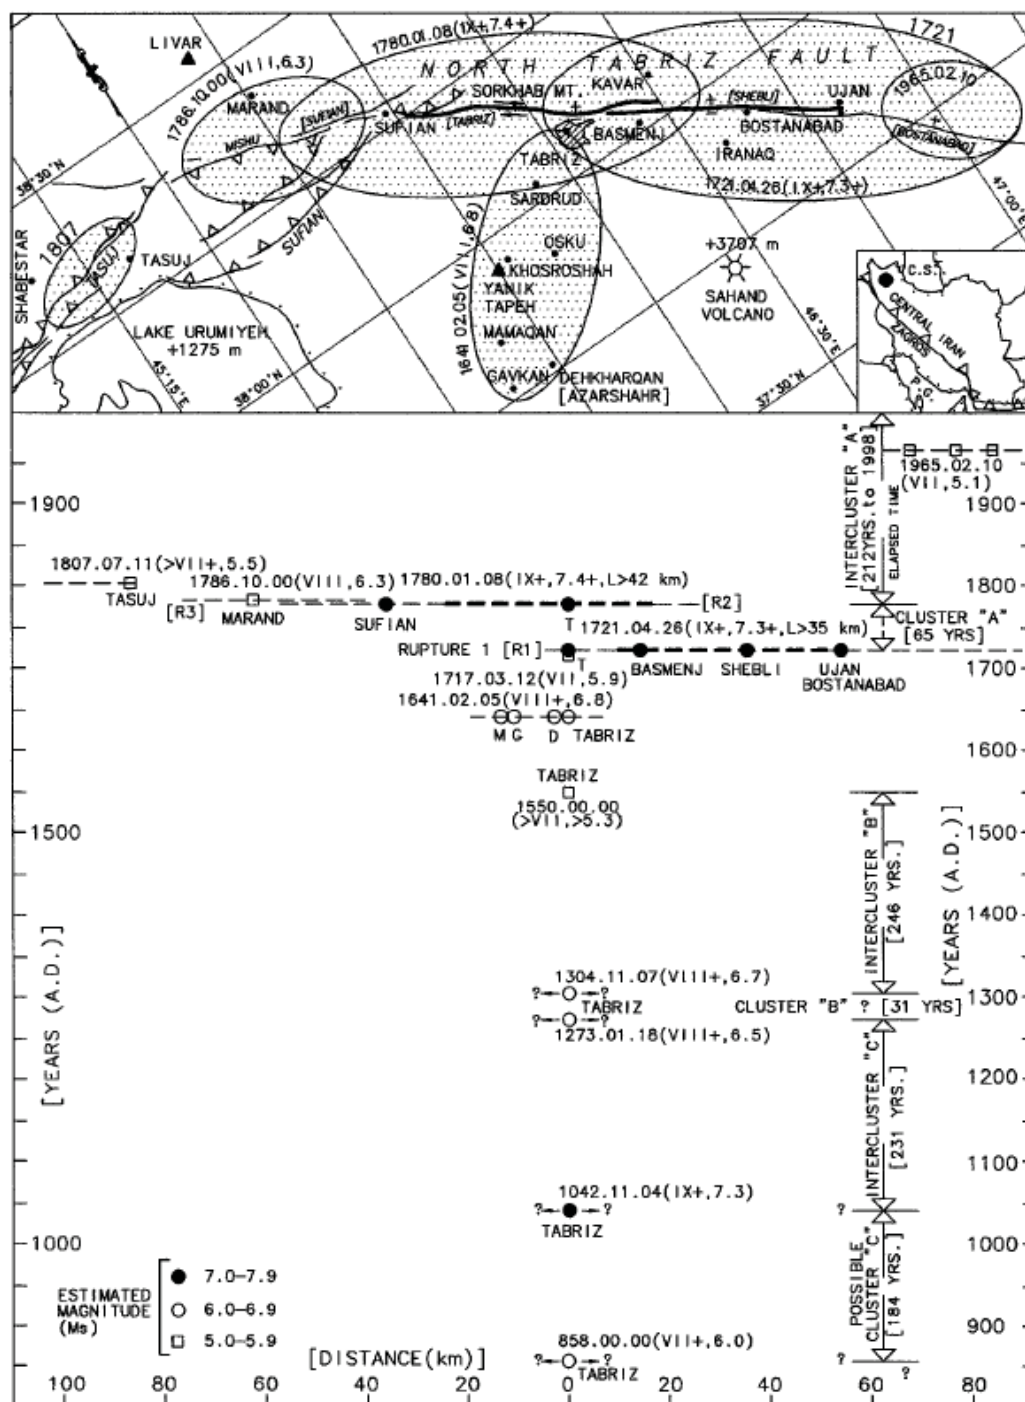 1721
LIVAR
1780.01.08(IX+,7.4+)
1786.10.00(VIII,6.3)
1965.02.10
NORTH TABRIZ FAULT
KAVAR
SORKHAB MT.
MARAND
[SUFIAN]
SUFIAN
[TABRIZ]
[SHEBLI]
UJAN
BASMENJ
BOSTANABAD
[BOSTANABAD]
MISHU
TABRIZ
IRANAQ
38°30'N
SARDRUD
1721.04.26(IX+,7.3+)
47°00'E
1807
SUFIAN
TASUJ
TASUJ
SHABESTAR
OSKU
+3707 m
KHOSROSHAH
YANIK
TAPEH
SAHAND
VOLCANO
V.C.S.
CENTRAL IRAN
ZAGROS
P.G.
1641.02.05(VIII,6.8)
MAMAQAN
LAKE URUMIYEH
+1275 m
46°30'E
GAVKAN
DEHKHARQAN
[AZARSHAHR]
45°15'E
38°00'N
37°30'N
INTERCLUSTER "A"
[212YRS.to 1998]
ELAPSED TIME
1965.02.10
(VII,5.1)
1900
1900
1807.07.11(>VII+,5.5)
TASUJ
1786.10.00(VIII,6.3)
[R3]
MARAND
1780.01.08(IX+,7.4+,L>42 km)
[R2]
1800
SUFIAN
T
CLUSTER "A"
[65 YRS]
1721.04.26(IX+,7.3+,L>35 km)
RUPTURE 1 [R1]
T
BASMENJ
SHEBLI
UJAN
BOSTANABAD
1700
1717.03.12(VII,5.9)
1641.02.05(VIII+,6.8)
M
G
D
TABRIZ
1600
TABRIZ
1550.00.00
(>VII,>5.3)
1500
1500
INTERCLUSTER "B"
[246 YRS.]
[YEARS (A.D.)]
1400
1304.11.07(VIII+,6.7)
? ?
TABRIZ
CLUSTER "B" ? [31 YRS]
1300
? ?
1273.01.18(VIII+,6.5)
[YEARS (A.D.)]
1200
INTERCLUSTER "C"
[231 YRS.]
1100
1042.11.04(IX+,7.3)
? ?
TABRIZ
?
1000
1000
POSSIBLE
CLUSTER "C"
[184 YRS.]
ESTIMATED
MAGNITUDE
(Ms)
7.0-7.9
6.0-6.9
5.0-5.9
900
858.00.00(VII+,6.0)
? ?
TABRIZ
?
?
[DISTANCE(km)]
100 80 60 40 20 0 20 40 60 80